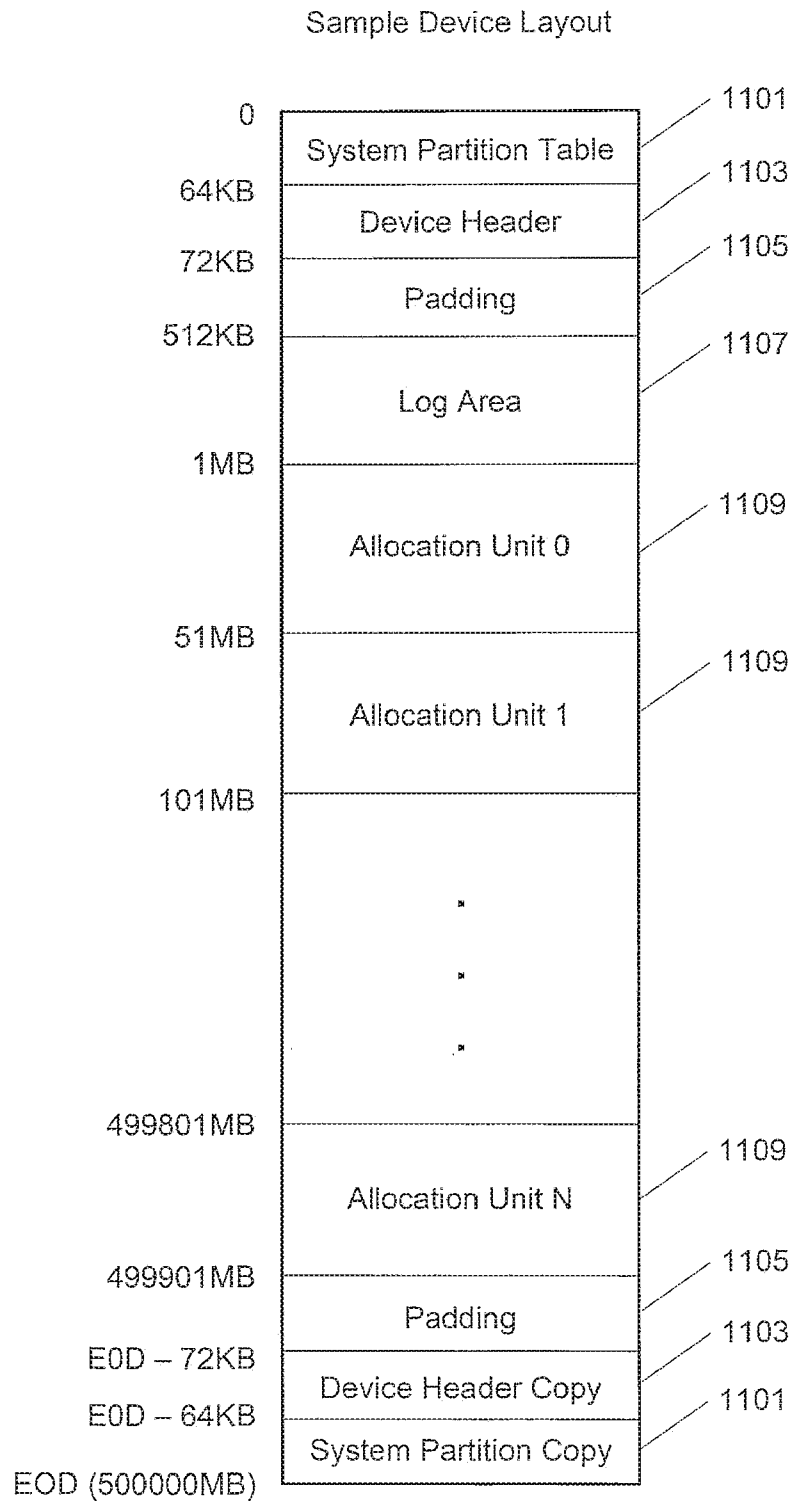 Sample Device Layout
0
1101
System Partition Table
64KB
1103
Device Header
72KB
1105
Padding
512KB
1107
Log Area
1MB
1109
Allocation Unit 0
51MB
1109
Allocation Unit 1
101MB
499801MB
1109
Allocation Unit N
499901MB
1105
Padding
E0D – 72KB
1103
Device Header Copy
E0D – 64KB
1101
System Partition Copy
EOD (500000MB)